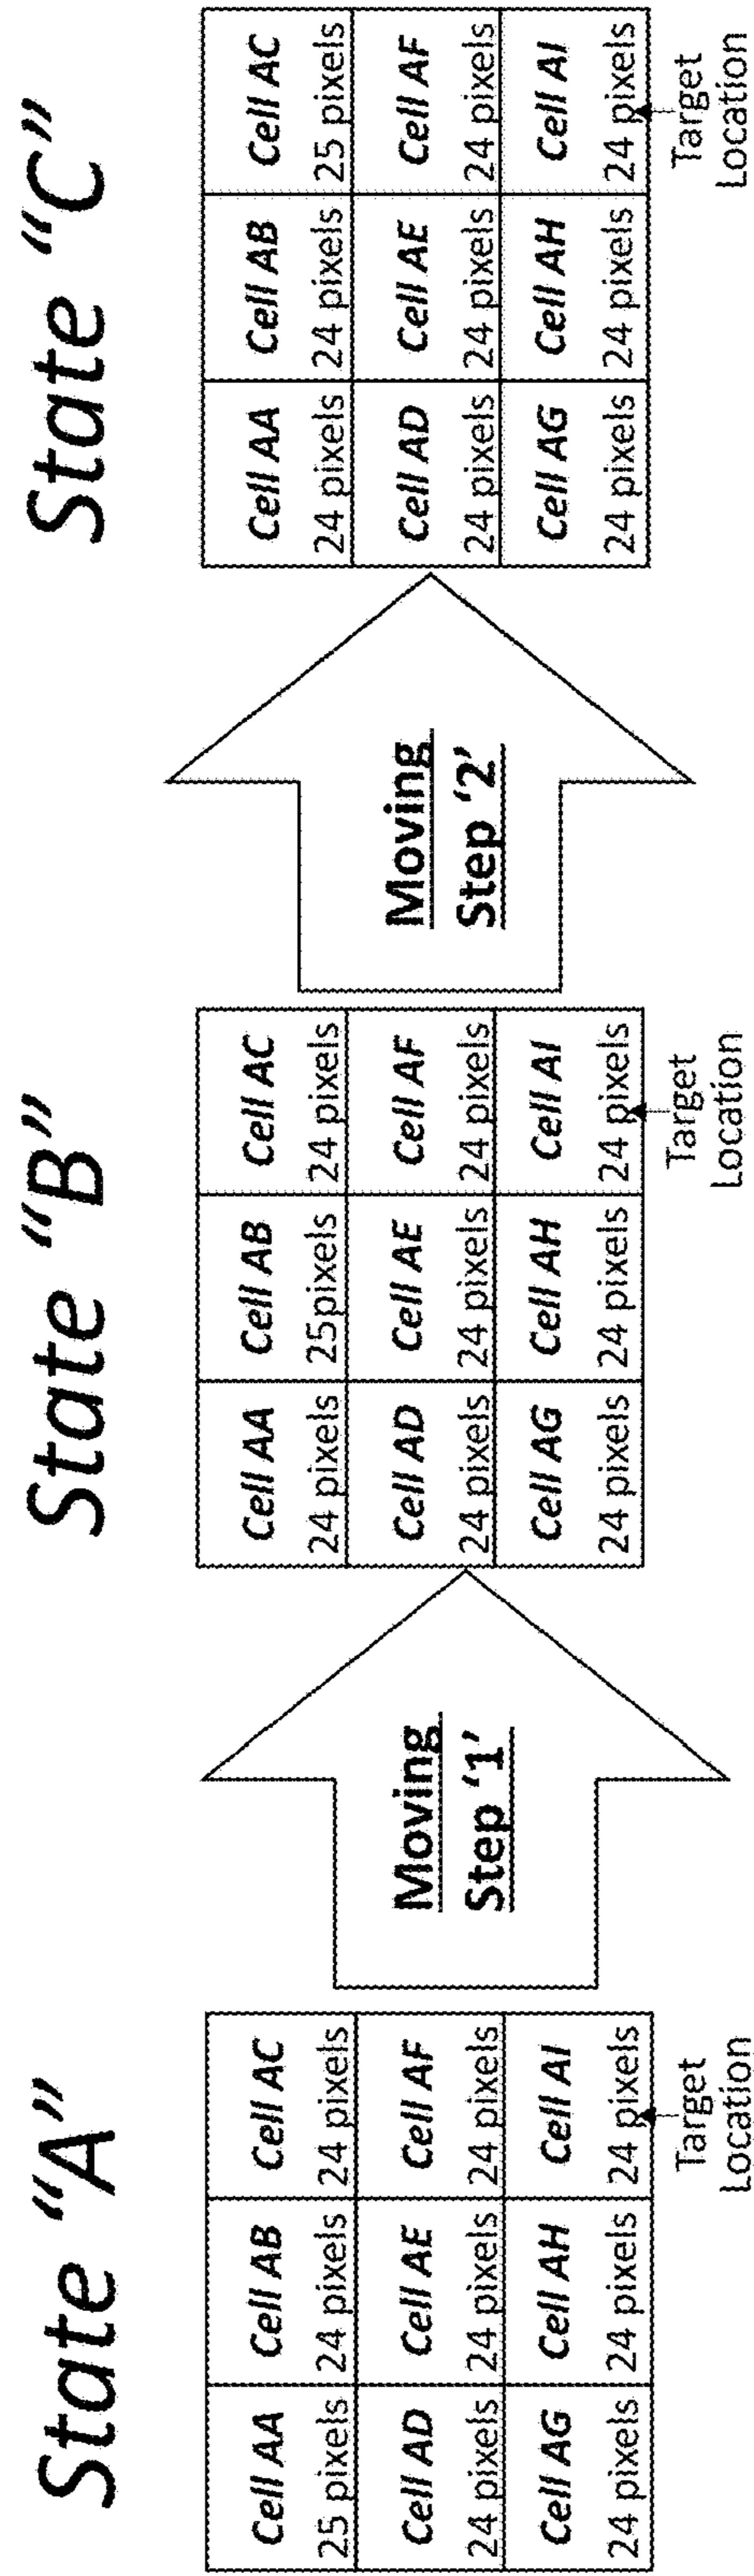 State “A”
Cell AA
25 pixels
Cell AB
24 pixels
Cell AC
24 pixels
Cell AD
24 pixels
Cell AE
24 pixels
Cell AF
24 pixels
Cell AG
24 pixels
Cell AH
24 pixels
Cell AI
24 pixels
Target
Location
Moving
Step ‘1’
State “B”
Cell AA
24 pixels
Cell AB
25pixels
Cell AC
24 pixels
Cell AD
24 pixels
Cell AE
24 pixels
Cell AF
24 pixels
Cell AG
24 pixels
Cell AH
24 pixels
Cell AI
24 pixels
Target
Location
Moving
Step ‘2’
State “C”
Cell AA
24 pixels
Cell AB
24 pixels
Cell AC
25 pixels
Cell AD
24 pixels
Cell AE
24 pixels
Cell AF
24 pixels
Cell AG
24 pixels
Cell AH
24 pixels
Cell AI
24 pixels
Target
Location